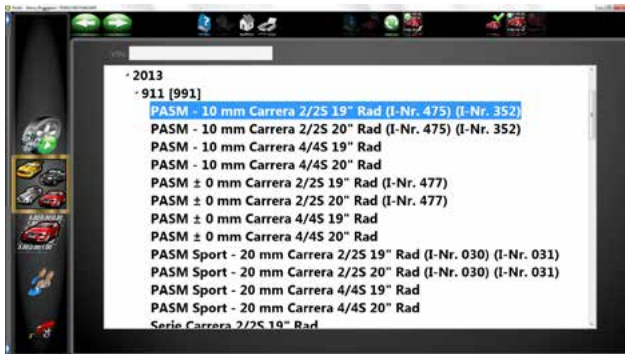 VIN:
2013
911 [991]
PASM - 10 mm Carrera 2/2S 19" Rad (I-Nr. 475) (I-Nr. 352)
PASM - 10 mm Carrera 2/2S 20" Rad (I-Nr. 475) (I-Nr. 352)
PASM - 10 mm Carrera 4/4S 19" Rad
PASM - 10 mm Carrera 4/4S 20" Rad
PASM ± 0 mm Carrera 2/2S 19" Rad (I-Nr. 477)
PASM ± 0 mm Carrera 2/2S 20" Rad (I-Nr. 477)
PASM ± 0 mm Carrera 4/4S 19" Rad
PASM ± 0 mm Carrera 4/4S 20" Rad
PASM Sport - 20 mm Carrera 2/2S 19" Rad (I-Nr. 030) (I-Nr. 031)
PASM Sport - 20 mm Carrera 2/2S 20" Rad (I-Nr. 030) (I-Nr. 031)
PASM Sport - 20 mm Carrera 4/4S 19" Rad
PASM Sport - 20 mm Carrera 4/4S 20" Rad
Serie Carrera 2/2S 19" Rad